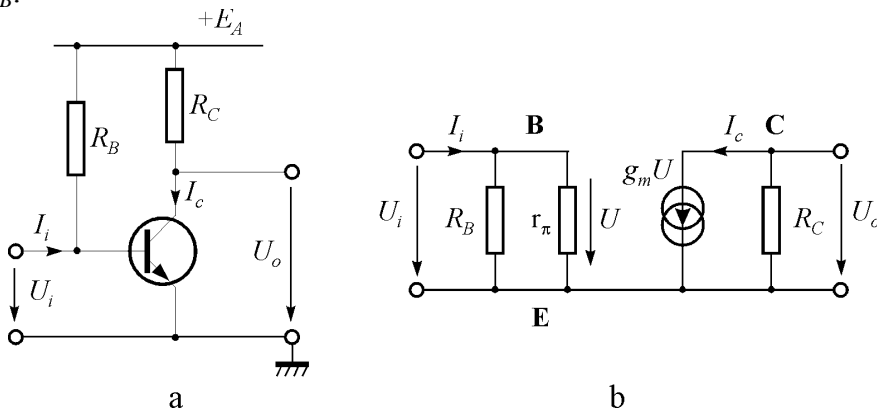 B.
+E_A
R_B
R_C
I_c
I_i
U_i
U_o
a
I_i
B
I_c
C
g_mU
U_i
R_B
r_π
U
R_C
U_o
E
b